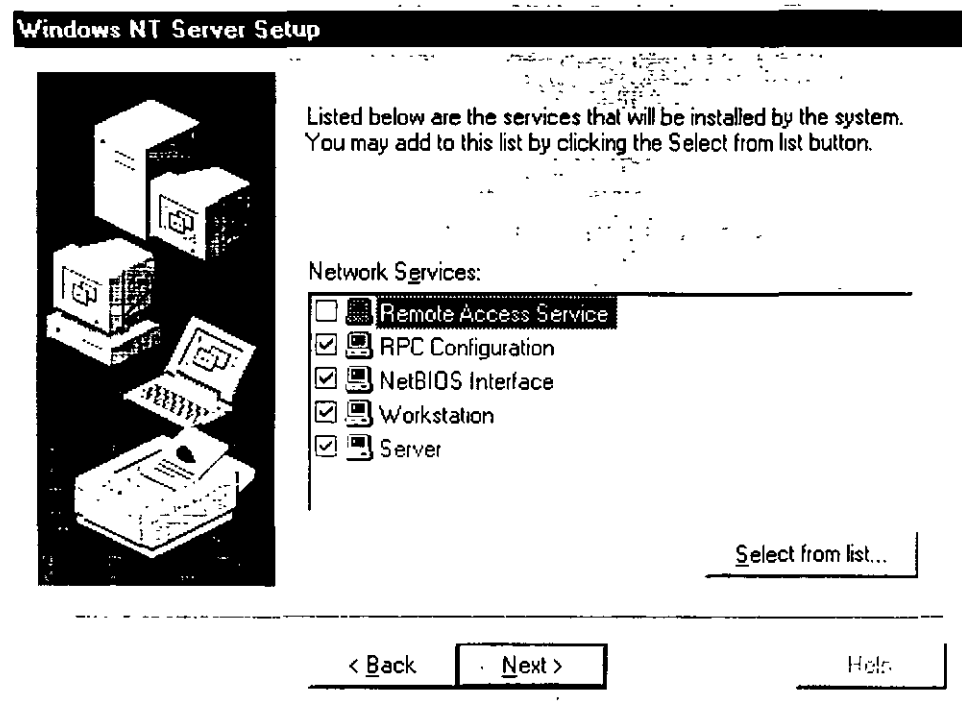 Windows NT Server Setup
Listed below are the services that will be installed by the system.
You may add to this list by clicking the Select from list button.
Network Services:
Remote Access Service
RPC Configuration
NetBIOS Interface
Workstation
Server
Select from list...
< Back
Next >
Help